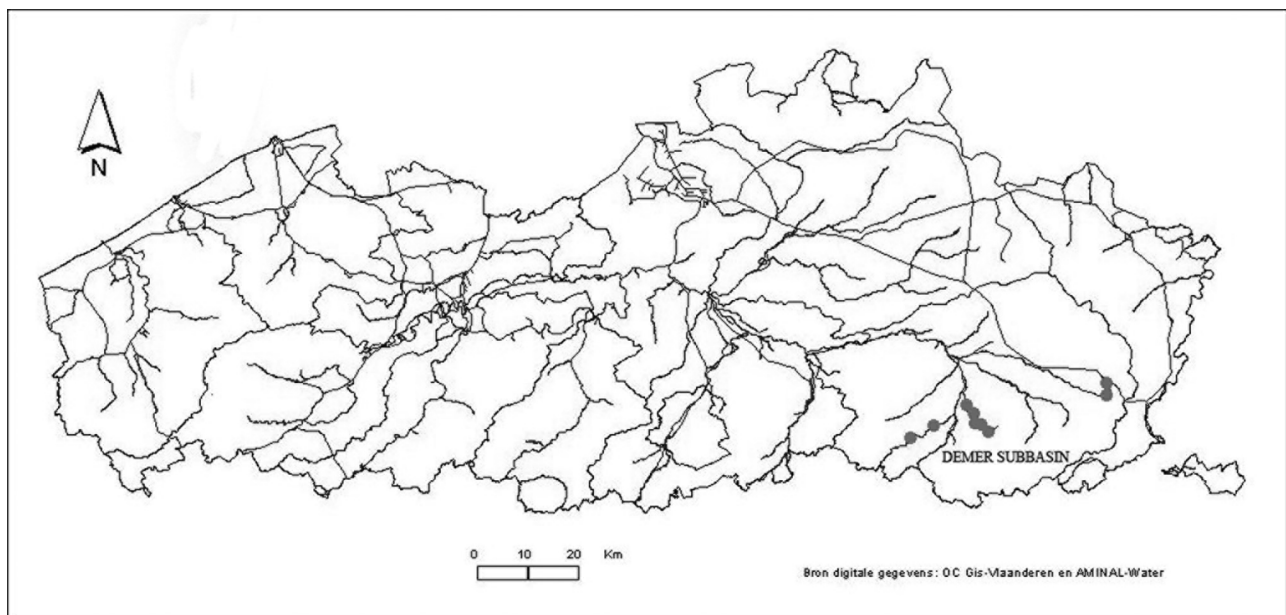 N
DEMER SUBBASIN
0 10 20 Km
Bron digitale gegevens: OC Gis-Vlaanderen en AMINAL-Water